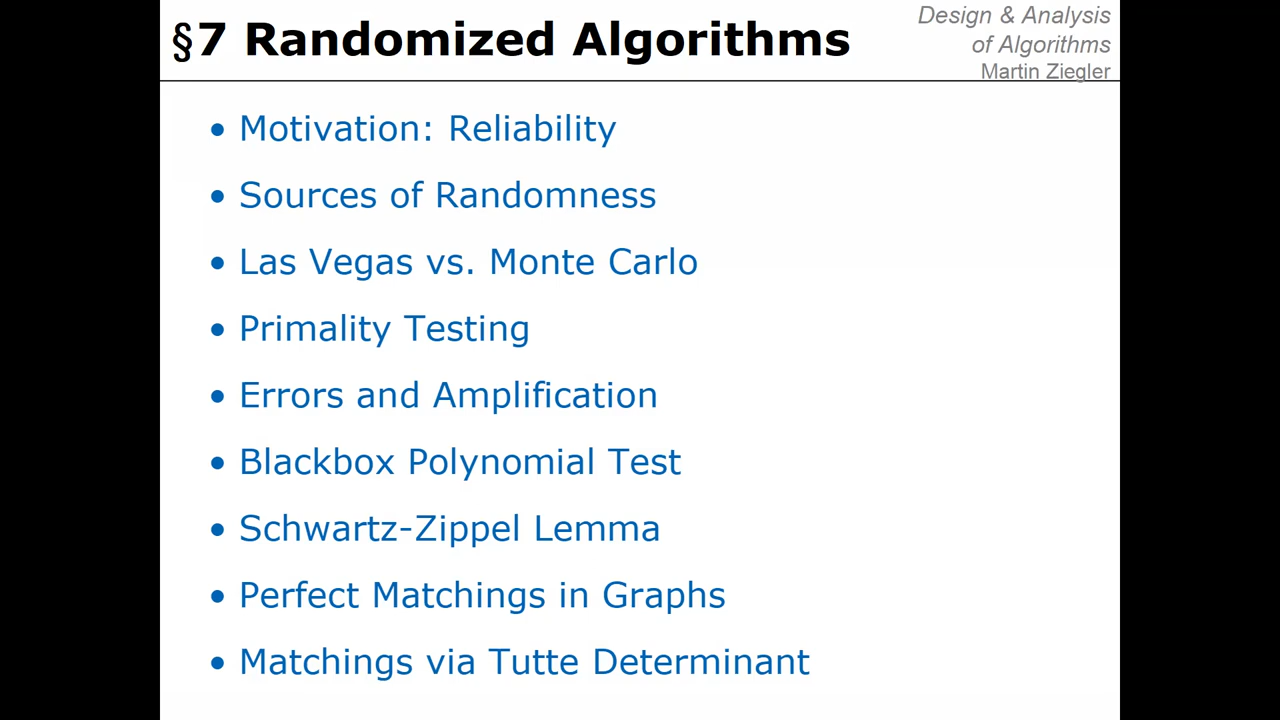 §7 Randomized Algorithms
Design & Analysis
of Algorithms
Martin Ziegler
• Motivation: Reliability
• Sources of Randomness
• Las Vegas vs. Monte Carlo
• Primality Testing
• Errors and Amplification
• Blackbox Polynomial Test
• Schwartz-Zippel Lemma
• Perfect Matchings in Graphs
• Matchings via Tutte Determinant